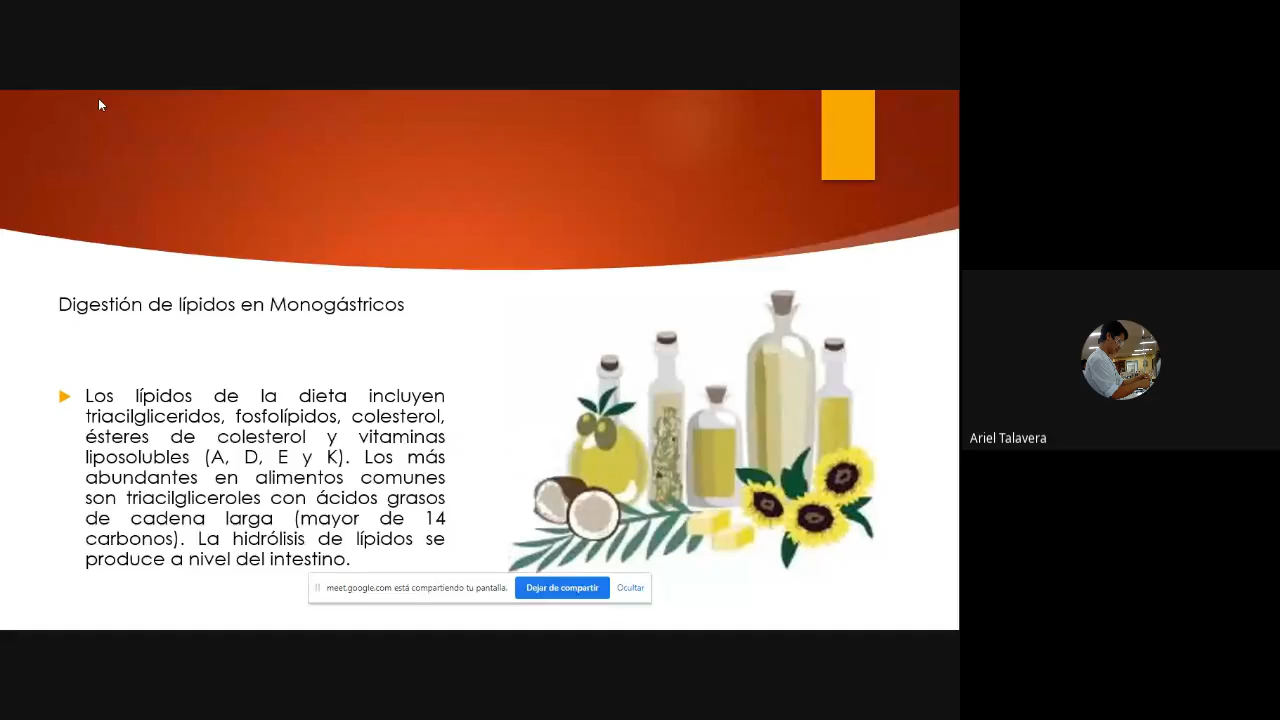 Digestión de lípidos en Monogástricos
Los lípidos de la dieta incluyen
triacilgliceridos, fosfolípidos, colesterol,
ésteres de colesterol y vitaminas
liposolubles (A, D, E y K). Los más
abundantes en alimentos comunes
son triacilgliceroles con ácidos grasos
de cadena larga (mayor de 14
carbonos). La hidrólisis de lípidos se
produce a nivel del intestino.
meet.google.com está compartiendo tu pantalla. Dejar de compartir Ocultar
Ariel Talavera